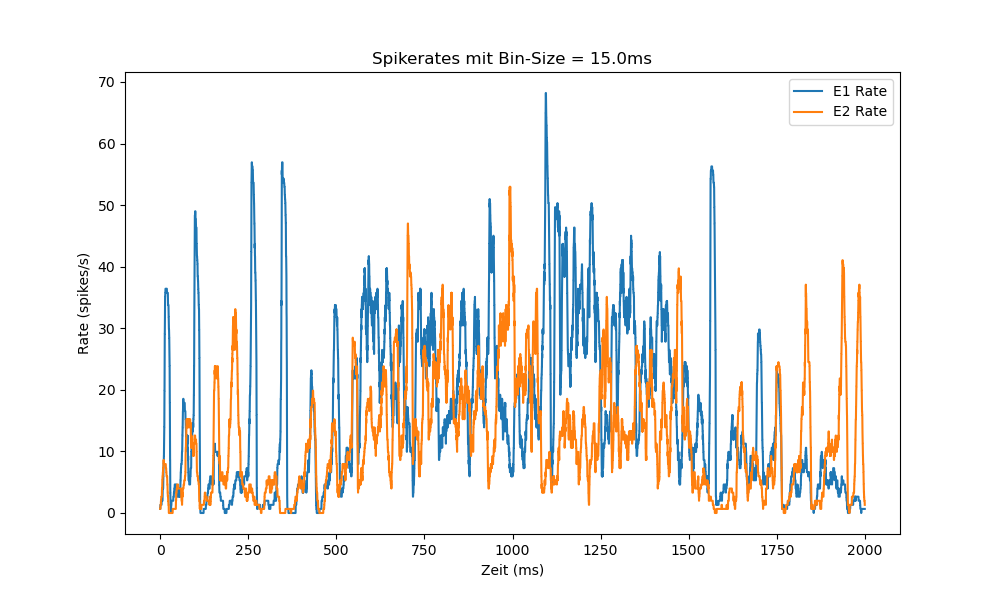 Spikerates mit Bin-Size = 15.0ms
E1 Rate
E2 Rate
Rate (spikes/s)
70
60
50
40
30
20
10
0
0 250 500 750 1000 1250 1500 1750 2000
Zeit (ms)